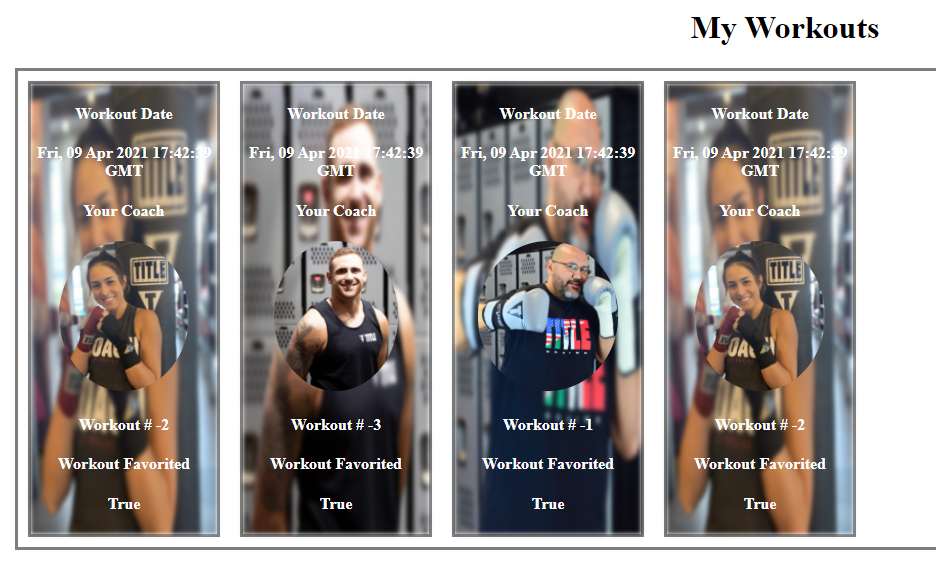 My Workouts
Workout Date
Fri, 09 Apr 2021 17:42:39
GMT
Your Coach
TITLE
T
Workout # -2
Workout Favorited
True
Workout Date
Fri, 09 Apr 2021 17:42:39
GMT
Your Coach
Workout # -3
Workout Favorited
True
Workout Date
Fri, 09 Apr 2021 17:42:39
GMT
Your Coach
TITLE
Workout # -1
Workout Favorited
True
Workout Date
Fri, 09 Apr 2021 17:42:39
GMT
Your Coach
TITLE
T
Workout # -2
Workout Favorited
True